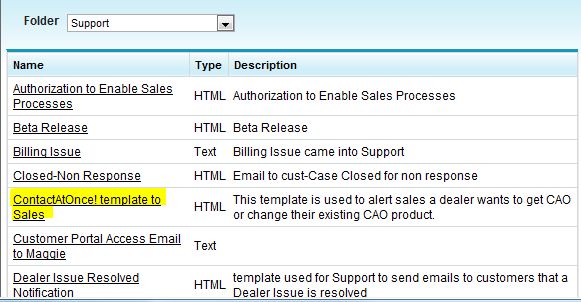 Folder Support
Name Type Description
Authorization to Enable Sales
Processes HTML Authorization to Enable Sales Processes
Beta Release HTML Beta Release
Billing Issue Text Billing Issue came into Support
Closed-Non Response HTML Email to cust-Case Closed for non response
ContactAtOnce! template to
Sales HTML This template is used to alert sales a dealer wants to get CAO
or change their existing CAO product.
Customer Portal Access Email
to Maggie Text
Dealer Issue Resolved
Notification HTML template used for Support to send emails to customers that a
Dealer Issue is resolved